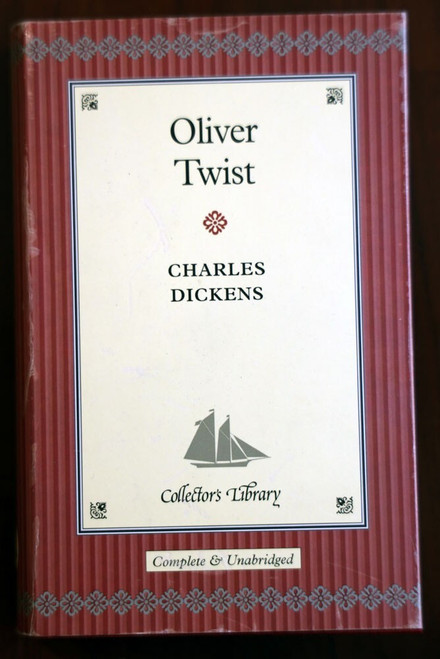 Oliver
Twist
CHARLES
DICKENS
Collector's Library
Complete & Unabridged